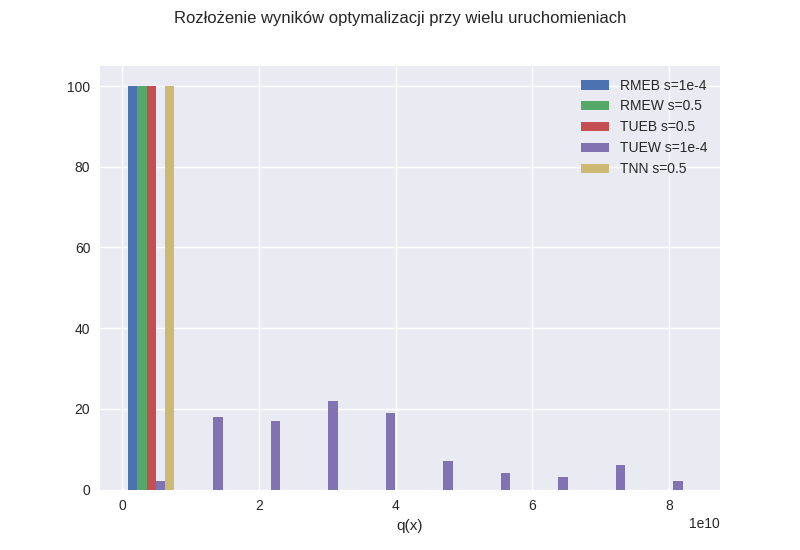 Rozłożenie wyników optymalizacji przy wielu uruchomieniach
RMEB s=1e-4
RMEW s=0.5
TUEB s=0.5
TUEW s=1e-4
TNN s=0.5
100
80
60
40
20
0
0 2 4 6 8
q(x)
1e10